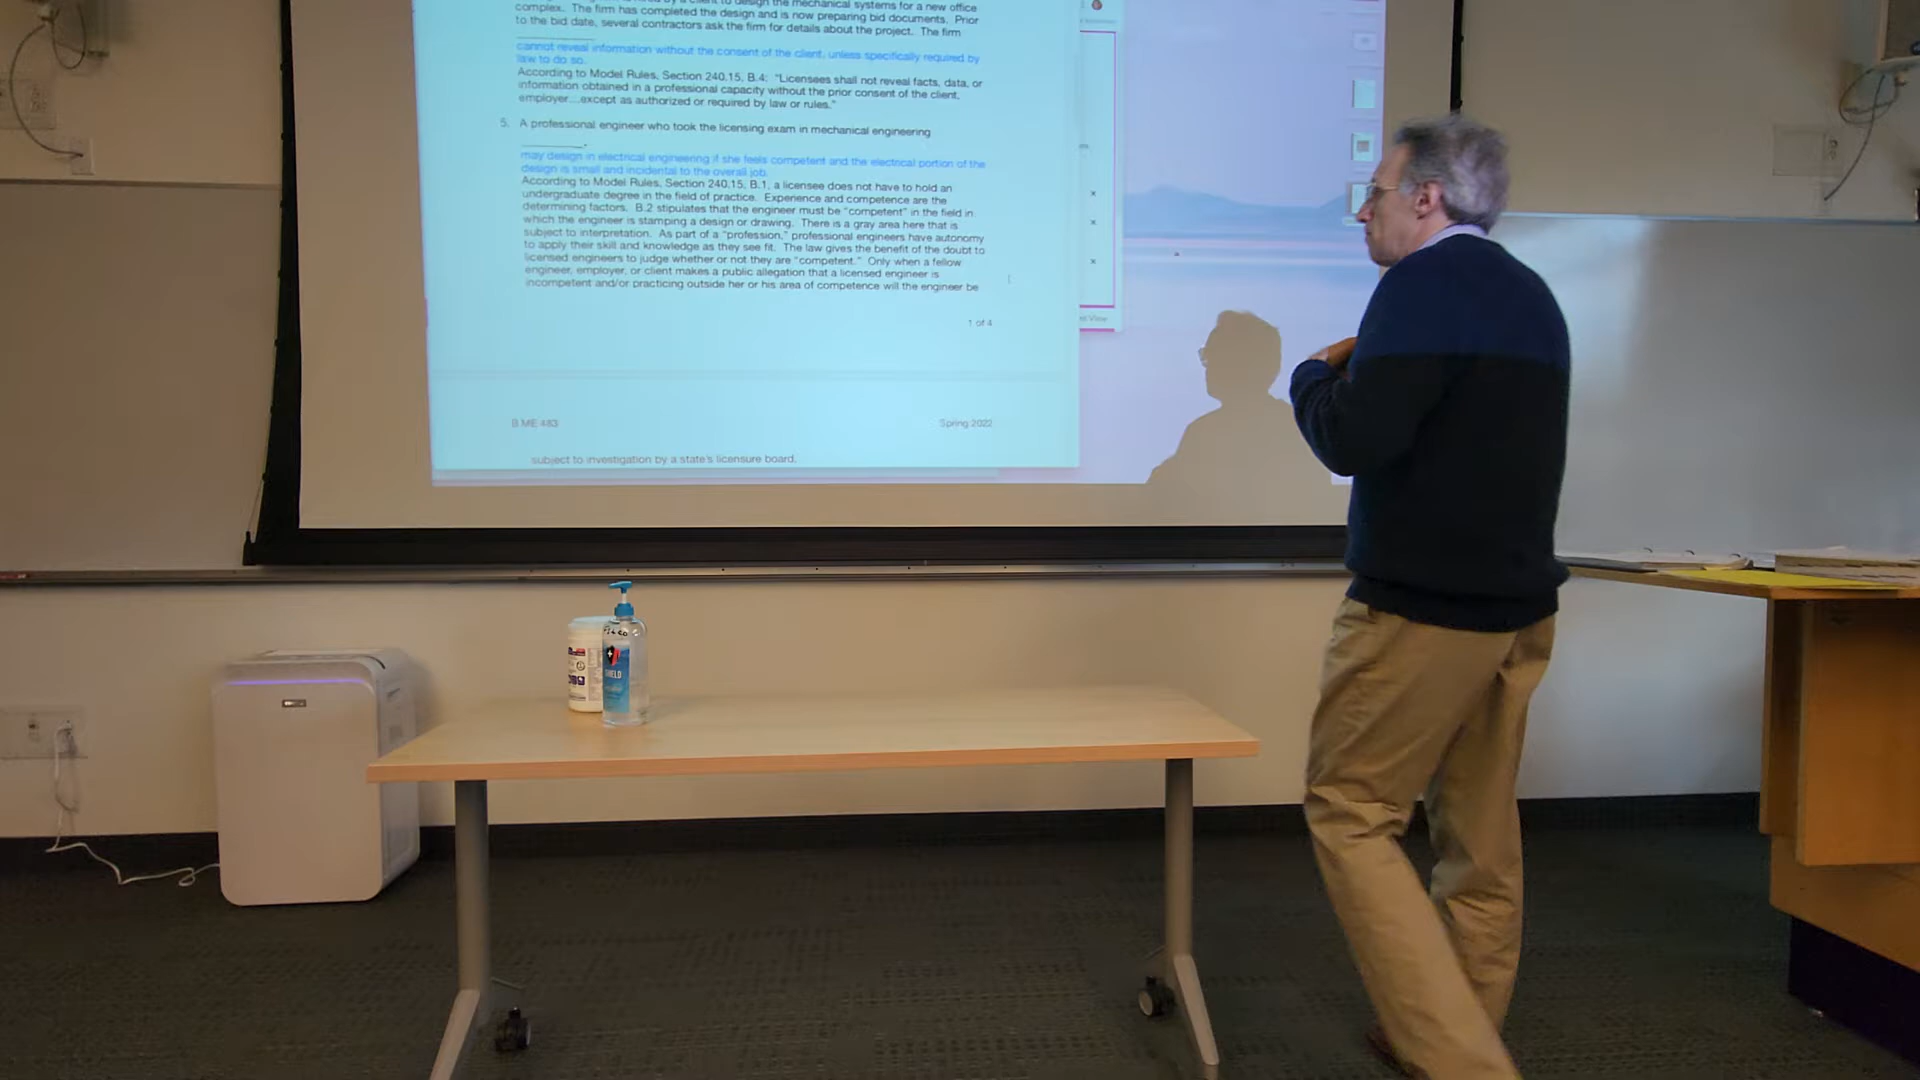 to design the mechanical systems for a new office
complex. The firm has completed the design and is now preparing bid documents. Prior
to the bid date, several contractors ask the firm for details about the project. The firm
cannot reveal information without the consent of the client, unless specifically required by
law to do so.
According to Model Rules, Section 240.15, B.4: “Licensees shall not reveal facts, data, or
information obtained in a professional capacity without the prior consent of the client,
employer...except as authorized or required by law or rules.”
5. A professional engineer who took the licensing exam in mechanical engineering
________.
may design in electrical engineering if she feels competent and the electrical portion of the
design is small and incidental to the overall job.
According to Model Rules, Section 240.15, B.1, a licensee does not have to hold an
undergraduate degree in the field of practice. Experience and competence are the
determining factors. B.2 stipulates that the engineer must be “competent” in the field in
which the engineer is stamping a design or drawing. There is a gray area here that is
subject to interpretation. As part of a “profession,” professional engineers have autonomy
to apply their skill and knowledge as they see fit. The law gives the benefit of the doubt to
licensed engineers to judge whether or not they are “competent.” Only when a fellow
engineer, employer, or client makes a public allegation that a licensed engineer is
incompetent and/or practicing outside her or his area of competence will the engineer be
1 of 4
B ME 483
Spring 2022
subject to investigation by a state's licensure board.
View